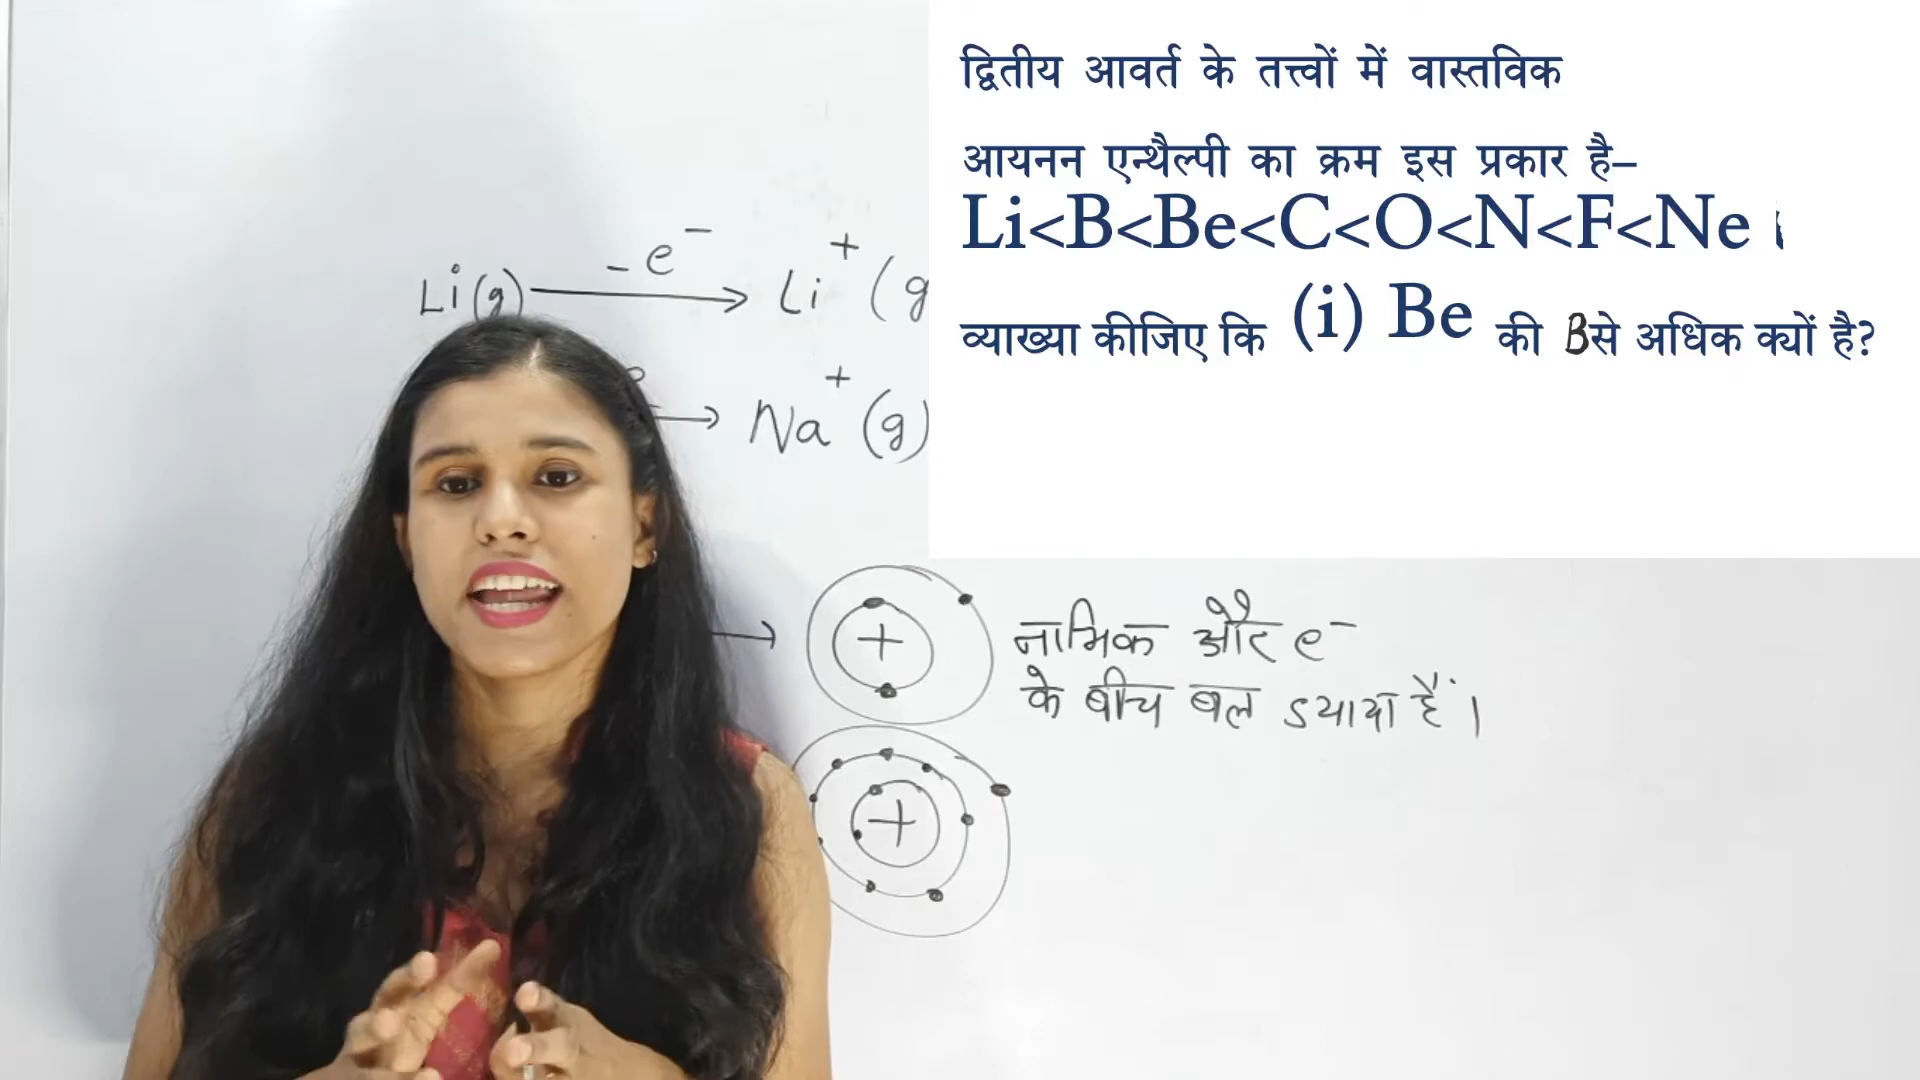 द्वितीय आवर्त के तत्त्वों में वास्तविक
आयनन एन्थैल्पी का क्रम इस प्रकार है–
Li<B<Be<C<O<N<F<Ne
व्याख्या कीजिए कि (i) Be की B से अधिक क्यों है?
Li(g) - e⁻ → Li⁺ (g
→ Na⁺ (g)
→ + नाभिक और e⁻
के बीच बल ज्यादा है।
+